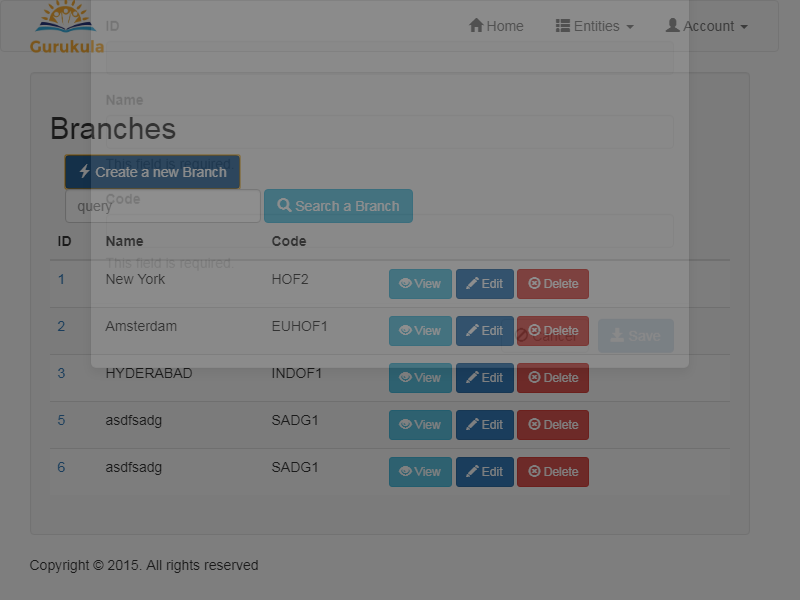 Gurukula
Home Entities Account
ID
Name
Branches
This field is required.
Create a new Branch
Code
query Search a Branch
ID Name Code
This field is required.
1 New York HOF2 View Edit Delete
2 Amsterdam EUHOF1 View Edit Delete
Cancel Save
3 HYDERABAD INDOF1 View Edit Delete
5 asdfsadg SADG1 View Edit Delete
6 asdfsadg SADG1 View Edit Delete
Copyright © 2015. All rights reserved